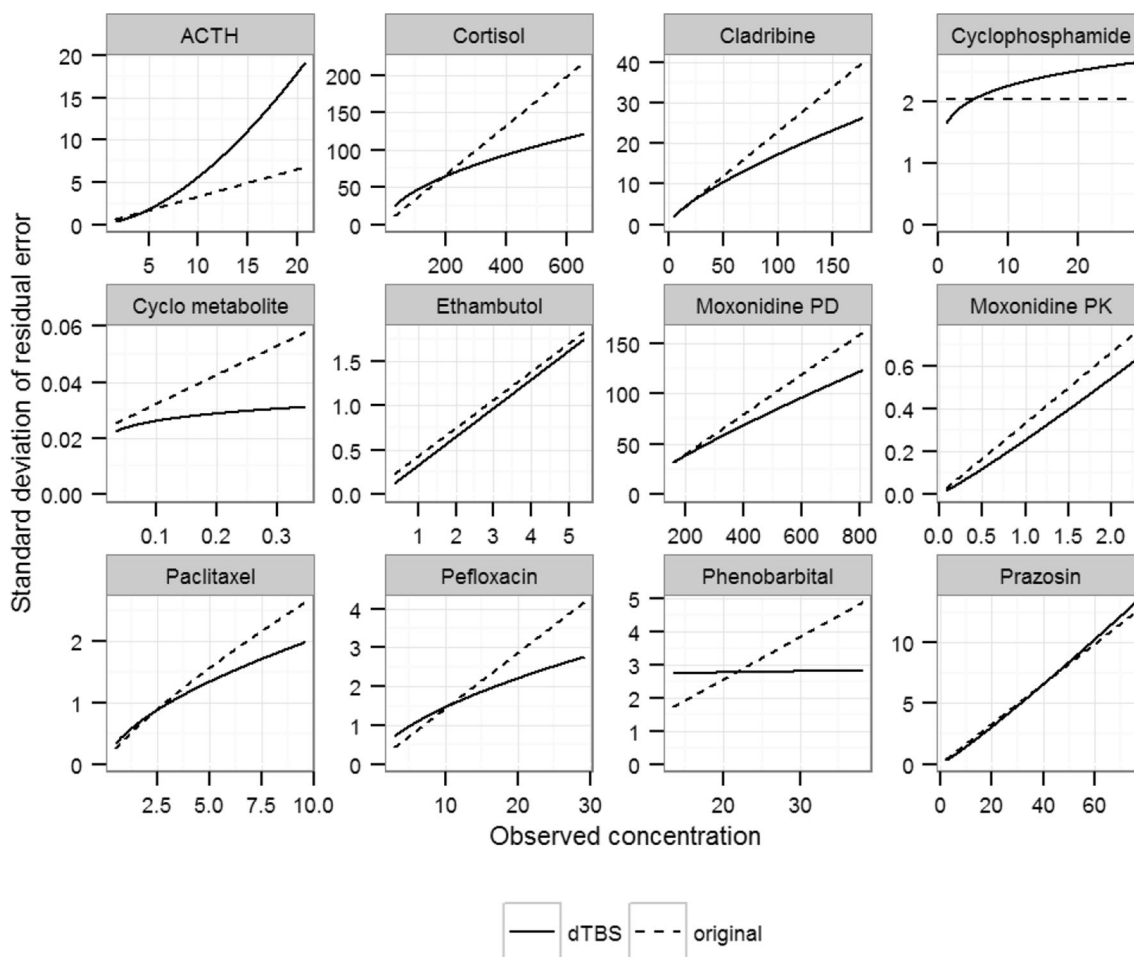 ACTH
Cortisol
Cladribine
Cyclophosphamide
20
15
10
5
0
200
150
100
50
0
40
30
20
10
0
2
1
0
5 10 15 20
200 400 600
0 50 100 150
0 10 20
Cyclo metabolite
Ethambutol
Moxonidine PD
Moxonidine PK
0.06
0.04
0.02
0.00
1.5
1.0
0.5
0.0
150
100
50
0
0.6
0.4
0.2
0.0
0.1 0.2 0.3
1 2 3 4 5
200 400 600 800
0.0 0.5 1.0 1.5 2.0
Paclitaxel
Pefloxacin
Phenobarbital
Prazosin
2
1
0
4
3
2
1
0
5
4
3
2
1
0
10
5
0
2.5 5.0 7.5 10.0
10 20 30
20 30
0 20 40 60
Standard deviation of residual error
Observed concentration
dTBS original